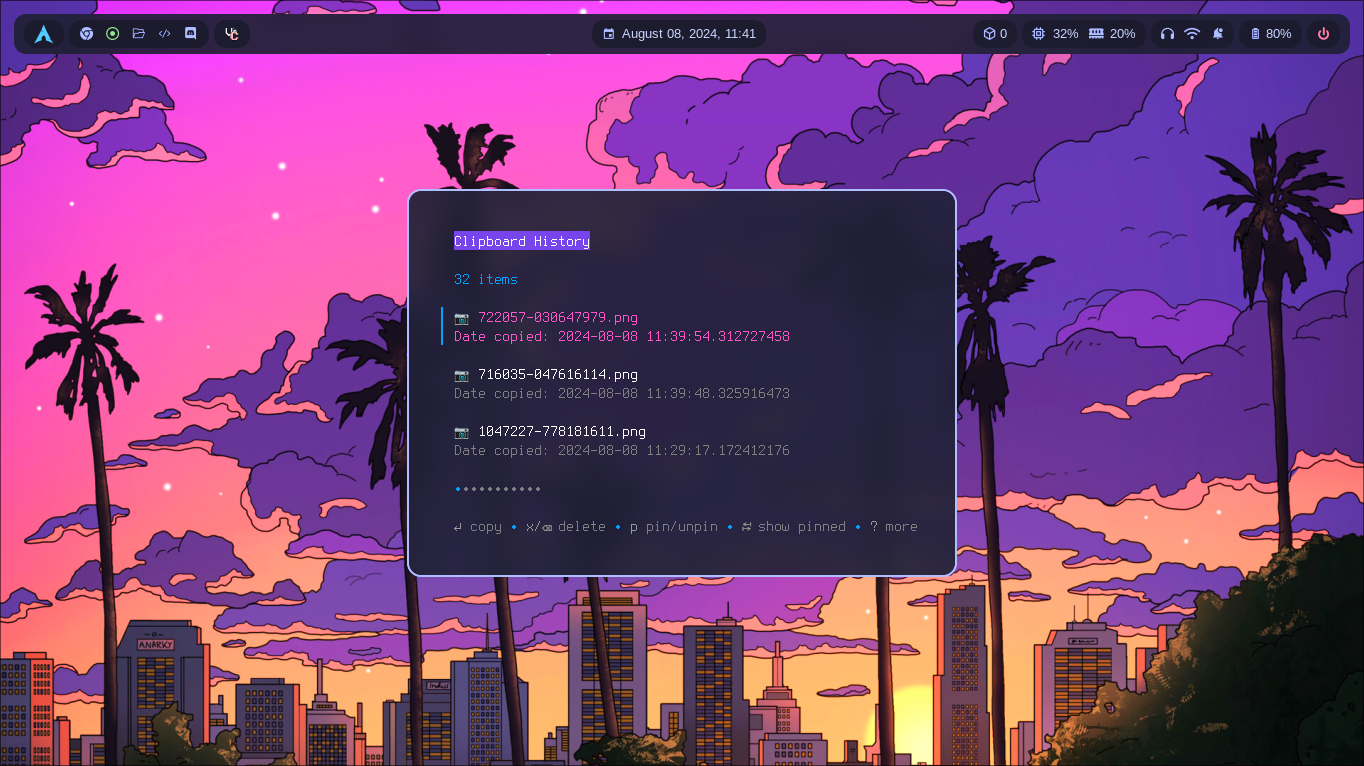 August 08, 2024, 11:41
0
32%
20%
80%
Clipboard History
32 items
📷 722057-030647979.png
Date copied: 2024-08-08 11:39:54.312727458
📷 716035-047616114.png
Date copied: 2024-08-08 11:39:48.325916473
📷 1047227-778181611.png
Date copied: 2024-08-08 11:29:17.172412176
↵ copy • x/⌫ delete • p pin/unpin • ⇄ show pinned • ? more
ANARKY